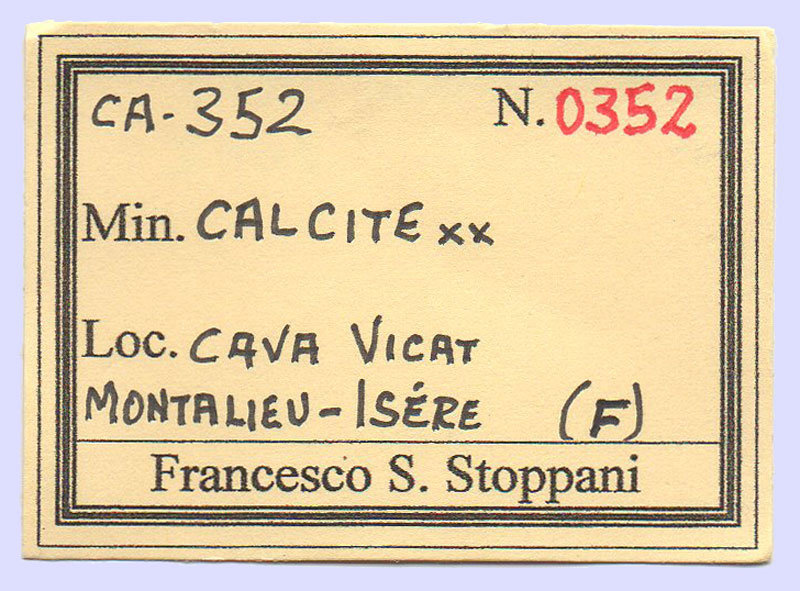 CA-352 N. 0352
Min. CALCITE xx
Loc. CAVA VICAT
MONTALIEU-ISÉRE (F)
Francesco S. Stoppani